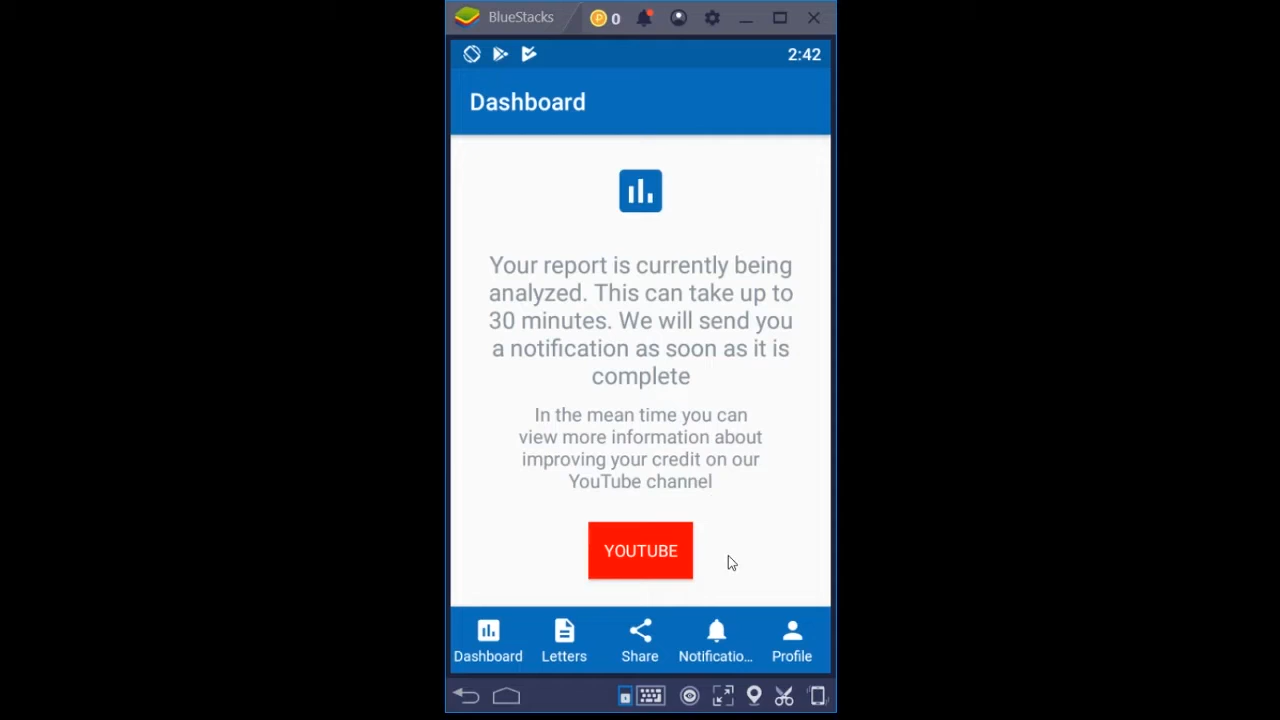 BlueStacks
0
2:42
Dashboard
Your report is currently being
analyzed. This can take up to
30 minutes. We will send you
a notification as soon as it is
complete
In the mean time you can
view more information about
improving your credit on our
YouTube channel
YOUTUBE
Dashboard Letters Share Notificatio... Profile